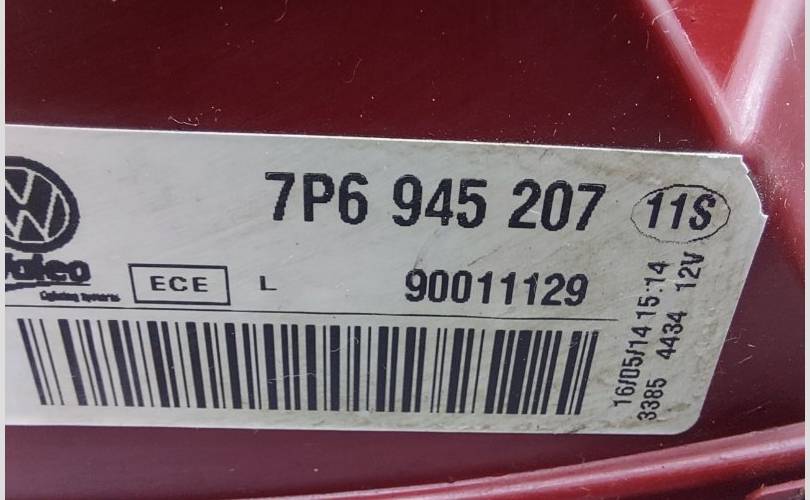 7P6 945 207 11S
Valeo
ECE L 90011129
16/05/14 15:14
3385 4434 12V